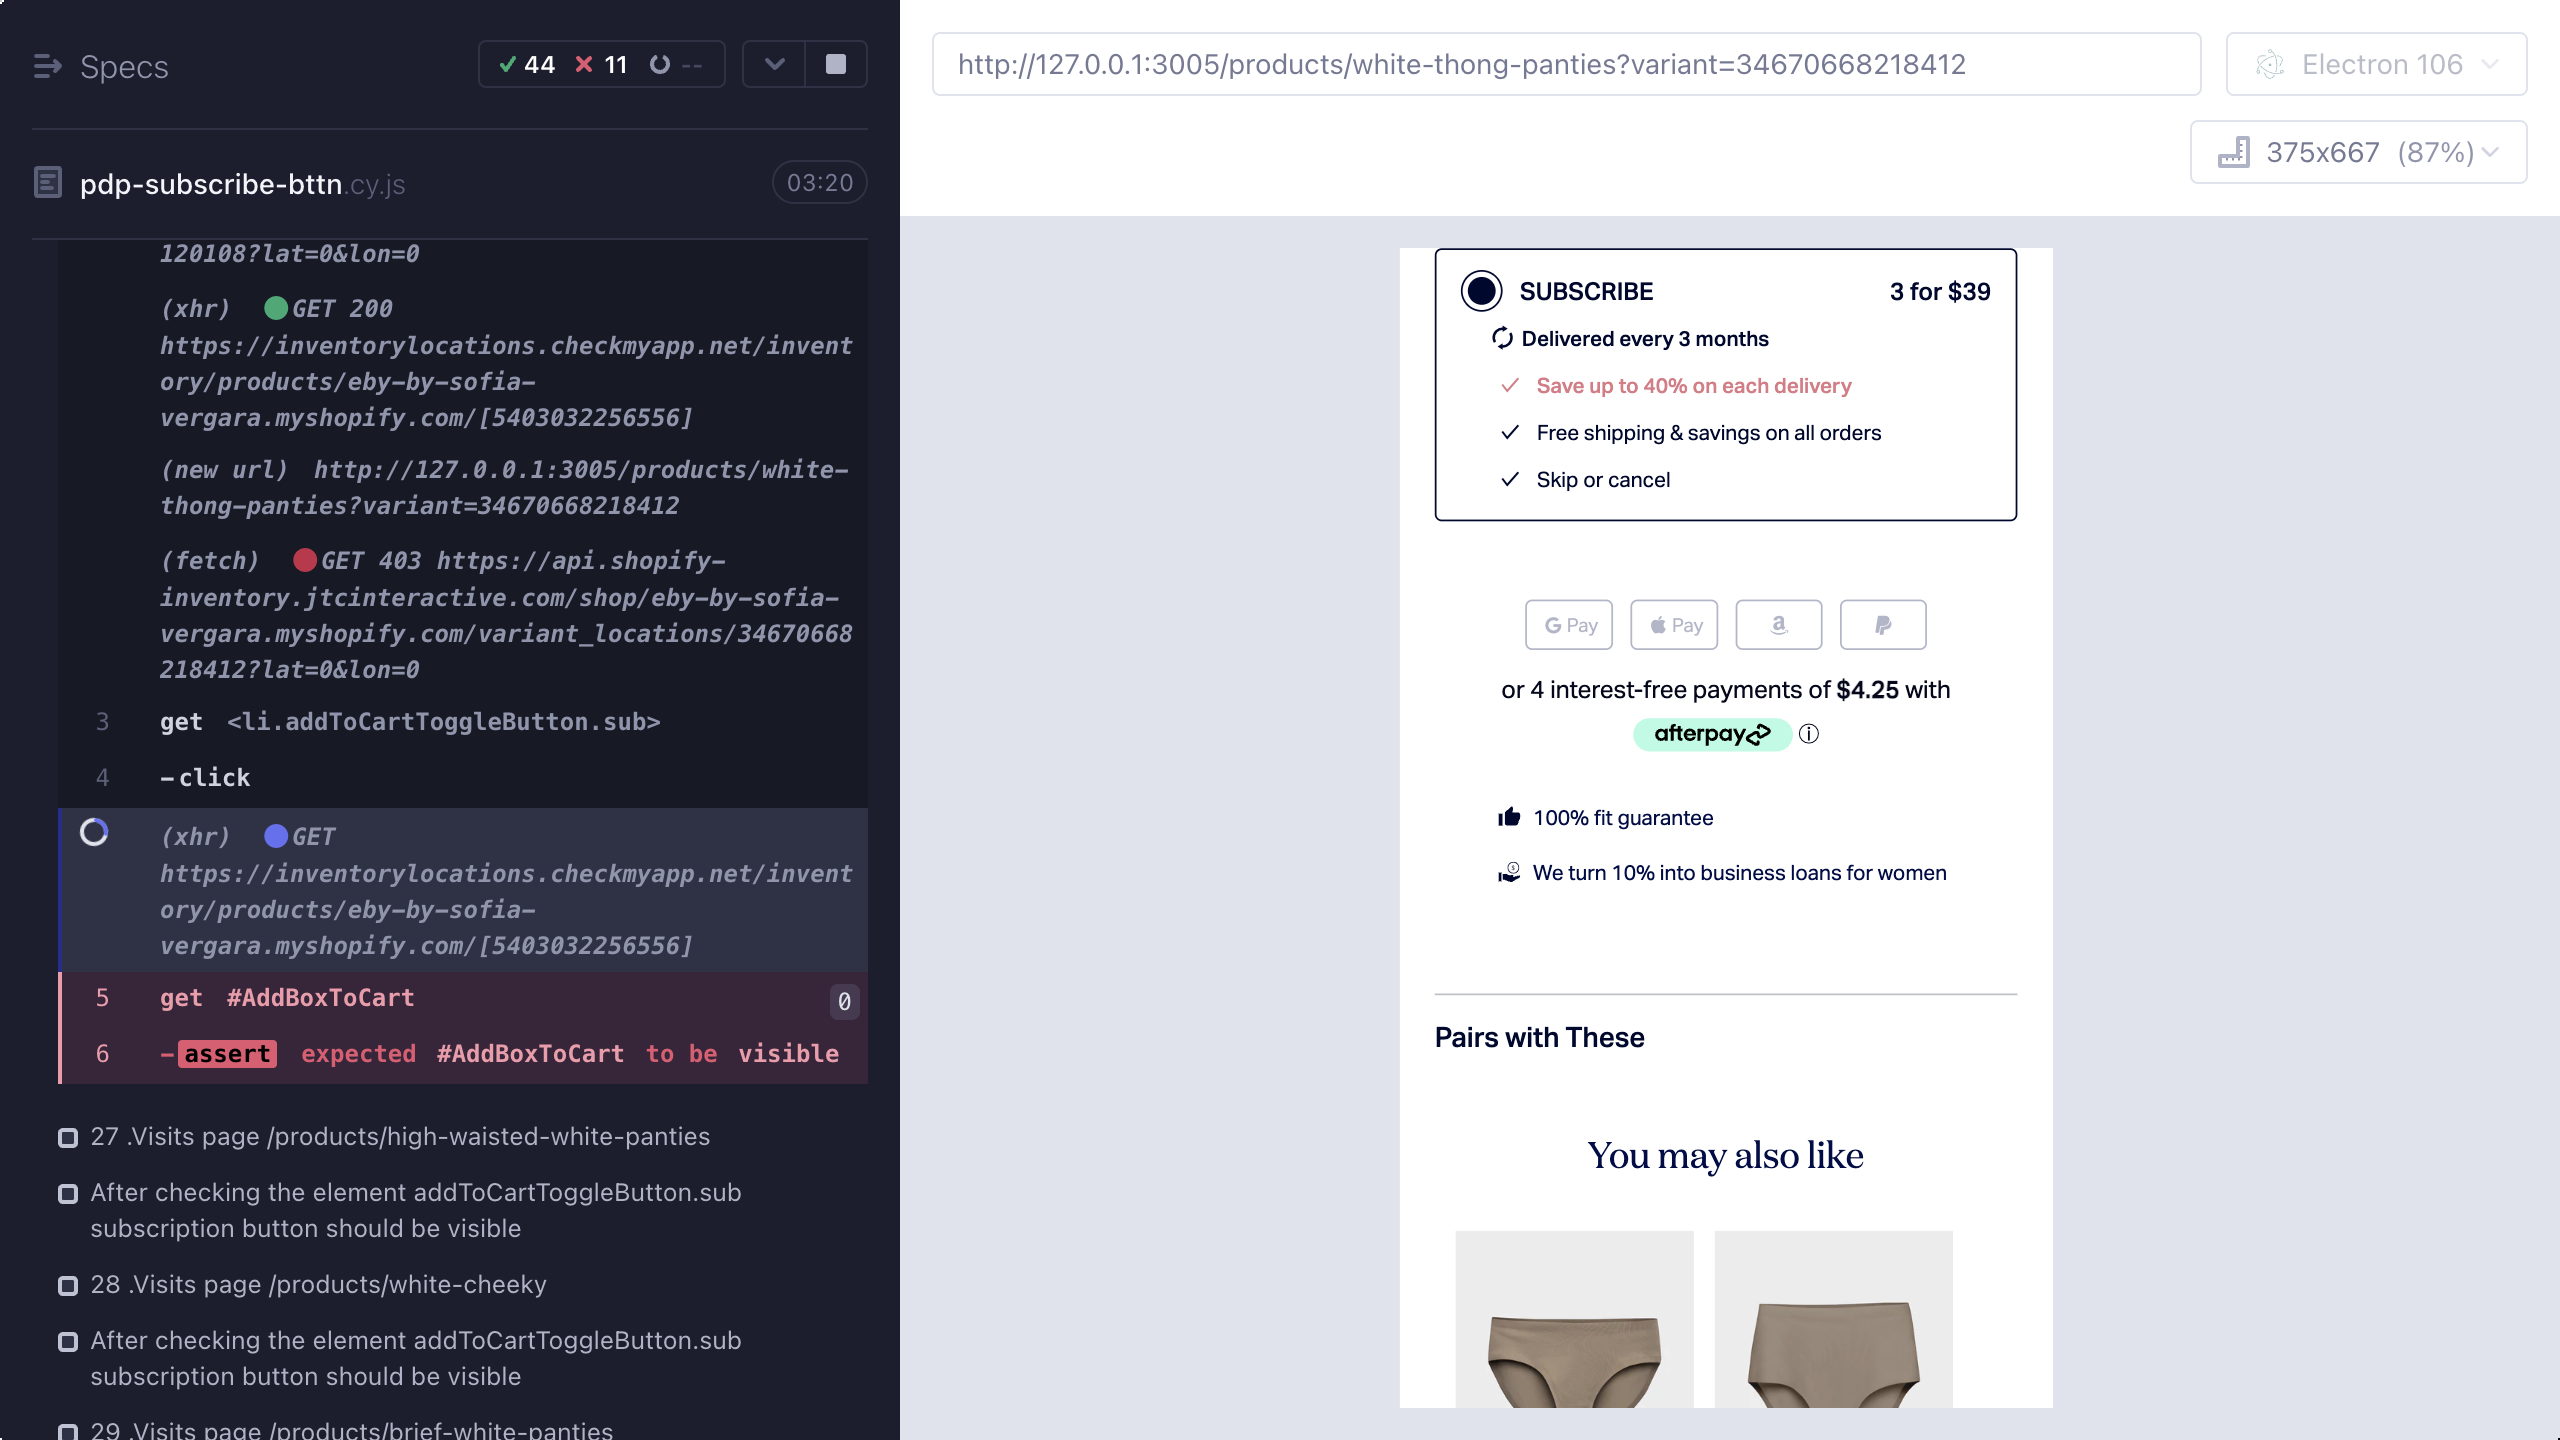 Specs
44 11 --
pdp-subscribe-bttn.cy.js
03:20
120108?lat=0&lon=0
(xhr) GET 200
https://inventorylocations.checkmyapp.net/invent
ory/products/eby-by-sofia-
vergara.myshopify.com/[5403032256556]
(new url) http://127.0.0.1:3005/products/white-
thong-panties?variant=34670668218412
(fetch) GET 403 https://api.shopify-
inventory.jtcinteractive.com/shop/eby-by-sofia-
vergara.myshopify.com/variant_locations/34670668
218412?lat=0&lon=0
3 get <li.addToCartToggleButton.sub>
4 -click
(xhr) GET
https://inventorylocations.checkmyapp.net/invent
ory/products/eby-by-sofia-
vergara.myshopify.com/[5403032256556]
5 get #AddBoxToCart 0
6 -assert expected #AddBoxToCart to be visible
27 .Visits page /products/high-waisted-white-panties
After checking the element addToCartToggleButton.sub
subscription button should be visible
28 .Visits page /products/white-cheeky
After checking the element addToCartToggleButton.sub
subscription button should be visible
29 .Visits page /products/brief-white-panties
http://127.0.0.1:3005/products/white-thong-panties?variant=34670668218412
Electron 106
375x667 (87%)
SUBSCRIBE 3 for $39
Delivered every 3 months
Save up to 40% on each delivery
Free shipping & savings on all orders
Skip or cancel
G Pay Pay a P
or 4 interest-free payments of $4.25 with
afterpay
100% fit guarantee
We turn 10% into business loans for women
Pairs with These
You may also like